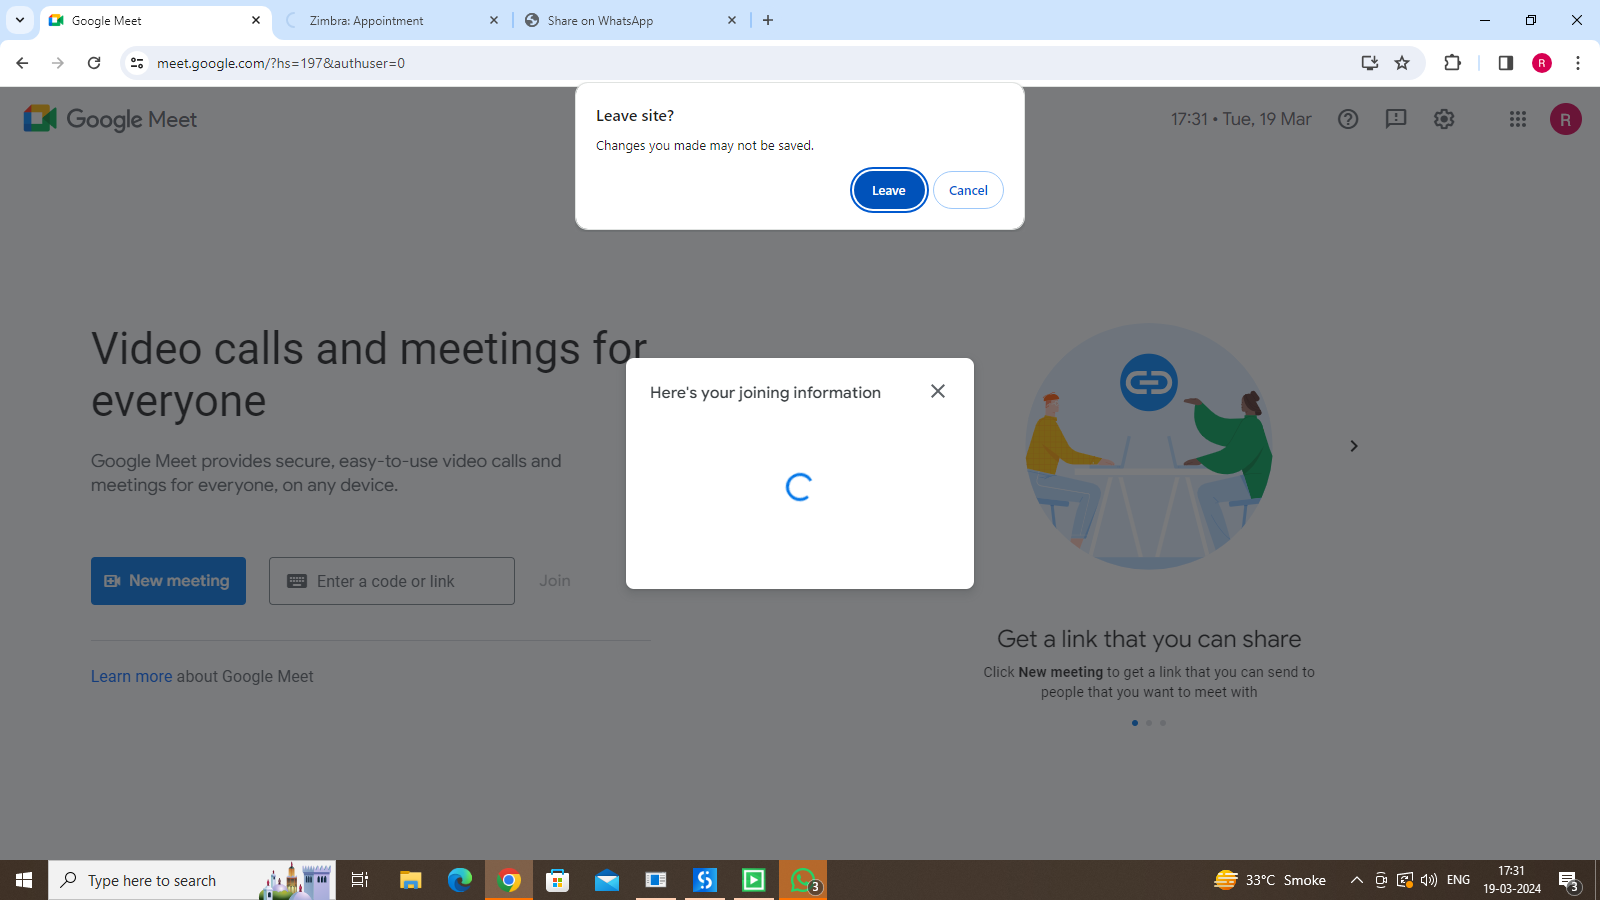 Google Meet
Zimbra: Appointment
Share on WhatsApp
meet.google.com/?hs=197&authuser=0
R
Google Meet
17:31 • Tue, 19 Mar
R
Leave site?
Changes you made may not be saved.
Leave
Cancel
Video calls and meetings for
everyone
Google Meet provides secure, easy-to-use video calls and
meetings for everyone, on any device.
New meeting
Enter a code or link
Join
Learn more about Google Meet
Here's your joining information
Get a link that you can share
Click New meeting to get a link that you can send to
people that you want to meet with
Type here to search
3
33°C Smoke
ENG
17:31
19-03-2024
3